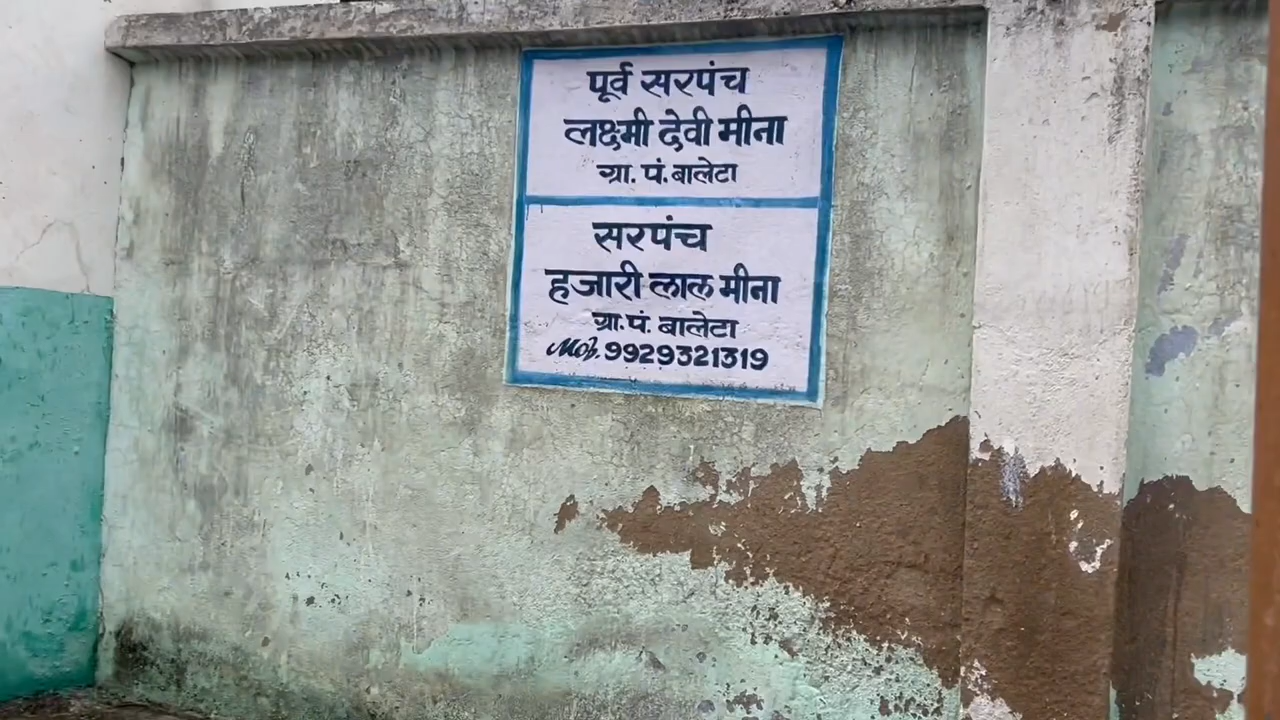 पूर्व सरपंच
लक्ष्मी देवी मीना
ग्रा. पं. बालेटा
सरपंच
हजारी लाल मीना
ग्रा.पं. बालेटा
Mob. 9929321319